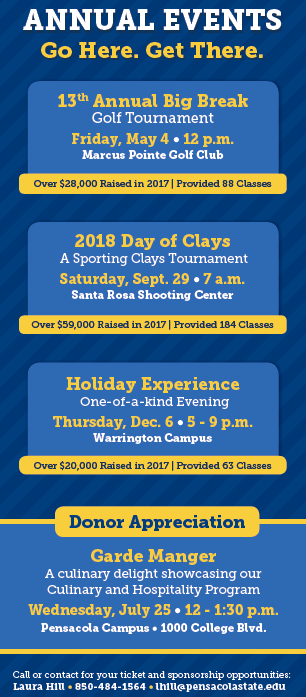 ANNUAL EVENTS
Go Here. Get There.
13th Annual Big Break
Golf Tournament
Friday, May 4 • 12 p.m.
Marcus Pointe Golf Club
Over $28,000 Raised in 2017 | Provided 88 Classes
2018 Day of Clays
A Sporting Clays Tournament
Saturday, Sept. 29 • 7 a.m.
Santa Rosa Shooting Center
Over $59,000 Raised in 2017 | Provided 184 Classes
Holiday Experience
One-of-a-kind Evening
Thursday, Dec. 6 • 5 - 9 p.m.
Warrington Campus
Over $20,000 Raised in 2017 | Provided 63 Classes
Donor Appreciation
Garde Manger
A culinary delight showcasing our
Culinary and Hospitality Program
Wednesday, July 25 • 12 - 1:30 p.m.
Pensacola Campus • 1000 College Blvd.
Call or contact for your ticket and sponsorship opportunities:
Laura Hill • 850-484-1564 • lhill@pensacolastate.edu